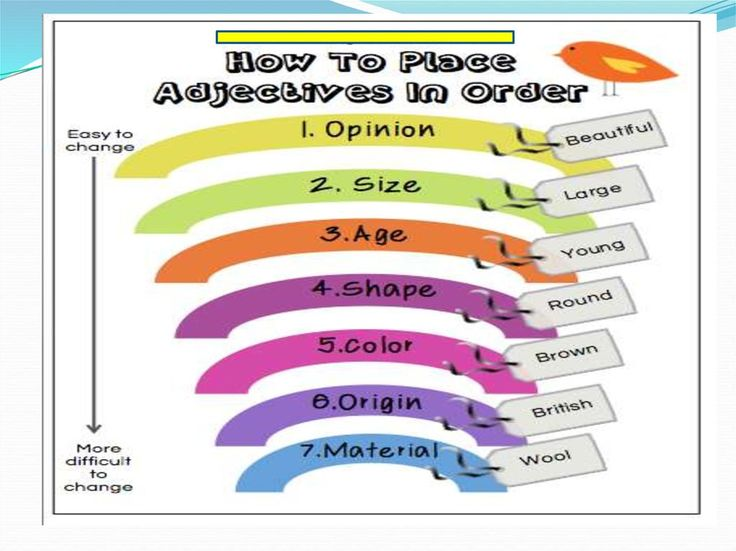 How To Place
Adjectives In Order
Easy to
change
1. Opinion
Beautiful
2. Size
Large
3.Age
Young
4.Shape
Round
5.Color
Brown
6.Origin
British
7.Material
Wool
More
difficult
to
change